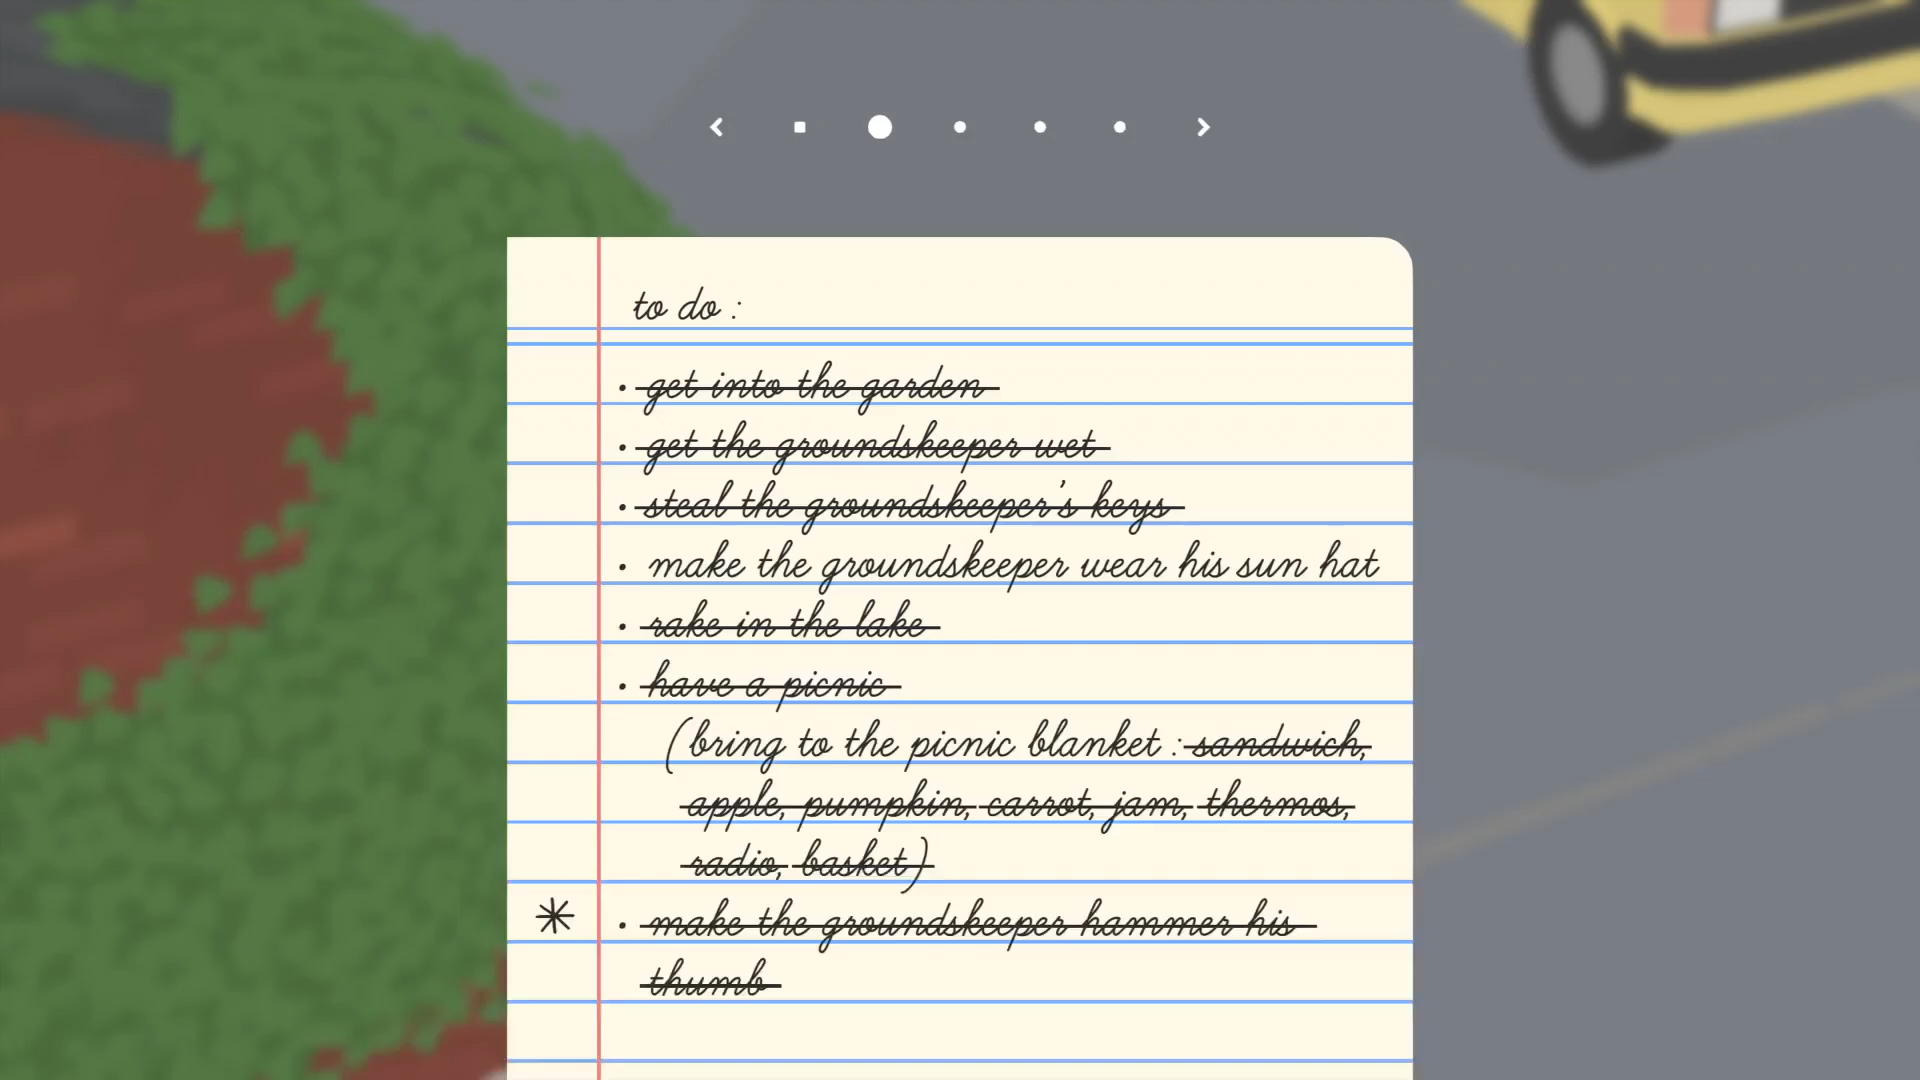 to do :
• get into the garden
• get the groundskeeper wet
• steal the groundskeeper's keys
• make the groundskeeper wear his sun hat
• rake in the lake
• have a picnic
(bring to the picnic blanket : sandwich,
apple, pumpkin, carrot, jam, thermos,
radio, basket)
* • make the groundskeeper hammer his
thumb